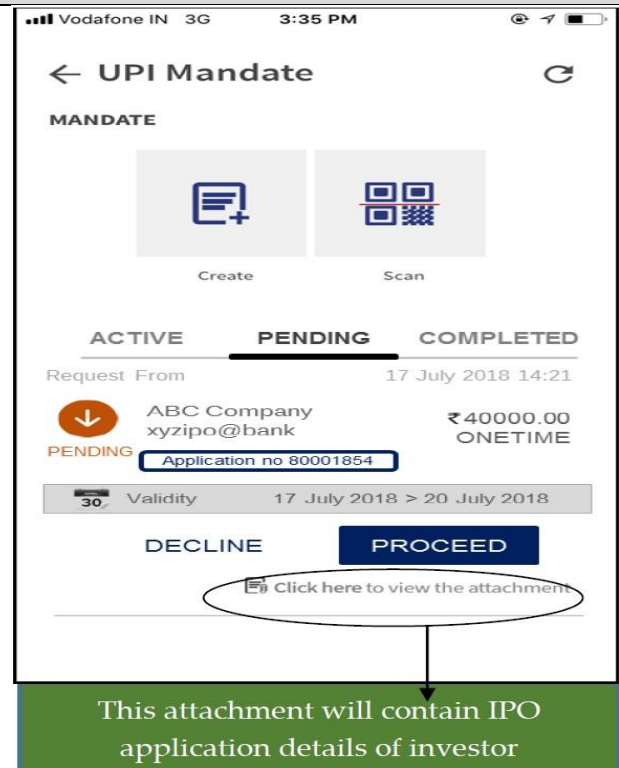 Vodafone IN 3G 3:35 PM
← UPI Mandate
MANDATE
Create Scan
ACTIVE PENDING COMPLETED
Request From 17 July 2018 14:21
ABC Company ₹40000.00
xyzipo@bank ONETIME
PENDING
Application no 80001854
30 Validity 17 July 2018 > 20 July 2018
DECLINE PROCEED
Click here to view the attachment
This attachment will contain IPO
application details of investor